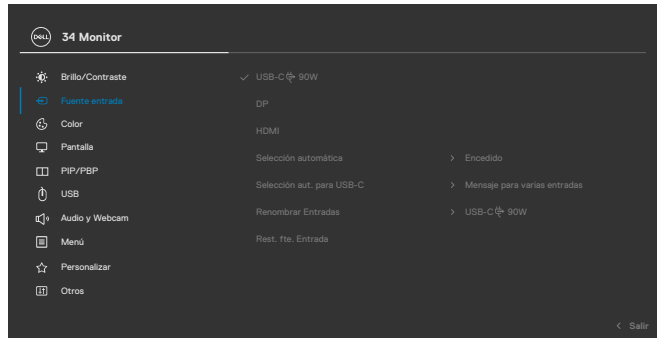 DELL 34 Monitor
Brillo/Contraste
Fuente entrada
Color
Pantalla
PIP/PBP
USB
Audio y Webcam
Menú
Personalizar
Otros
USB-C 90W
DP
HDMI
Selección automática > Encedido
Selección aut. para USB-C > Mensaje para varias entradas
Renombrar Entradas > USB-C 90W
Rest. fte. Entrada
< Salir